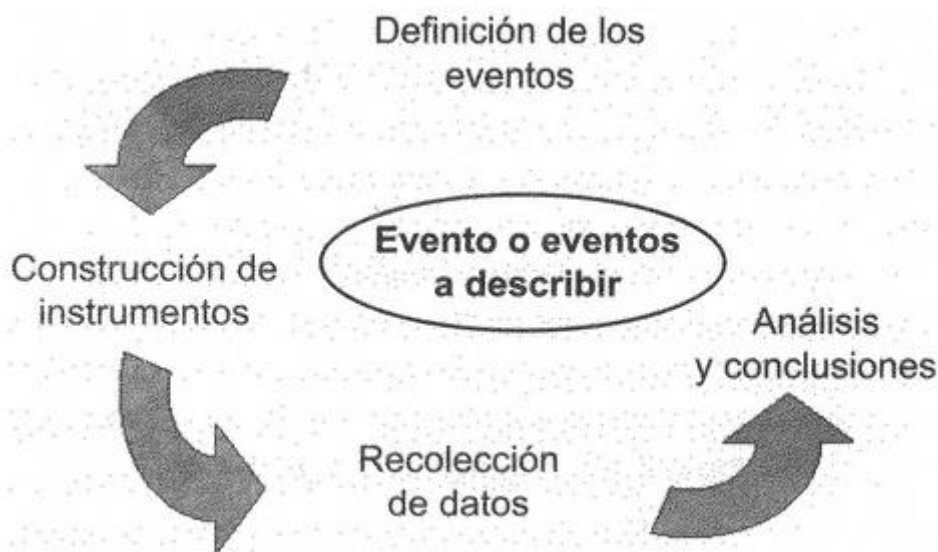 Definición de los
eventos
Evento o eventos
a describir
Construcción de
instrumentos
Análisis
y conclusiones
Recolección
de datos